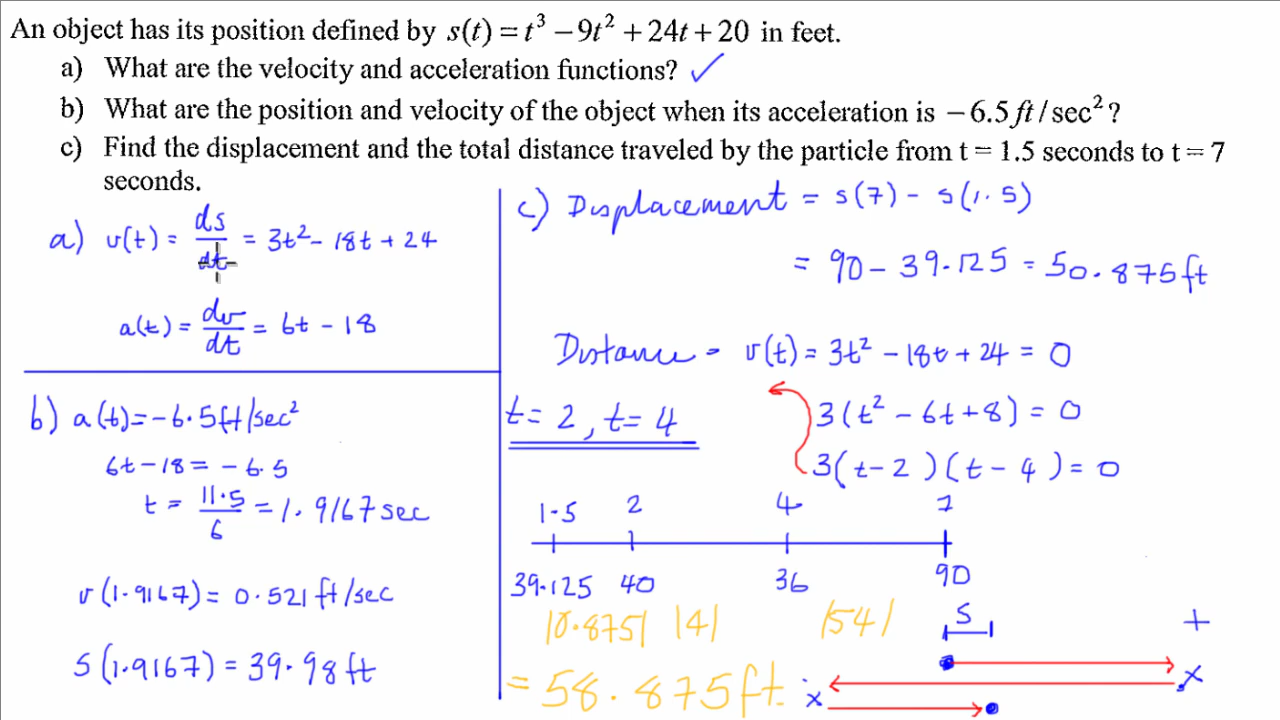 An object has its position defined by s(t) = t³ − 9t² + 24t + 20 in feet.
a) What are the velocity and acceleration functions? ✓
b) What are the position and velocity of the object when its acceleration is − 6.5 ft / sec²?
c) Find the displacement and the total distance traveled by the particle from t = 1.5 seconds to t = 7
seconds.
a) v(t) = ds/dt = 3t² − 18t + 24
a(t) = dv/dt = 6t − 18
b) a(t) = −6.5 ft/sec²
6t − 18 = −6.5
t = 11.5/6 = 1.9167 sec
v(1.9167) = 0.521 ft/sec
s(1.9167) = 39.98 ft
c) Displacement = s(7) − s(1.5)
= 90 − 39.125 = 50.875 ft
Distance - v(t) = 3t² − 18t + 24 = 0
3(t² − 6t + 8) = 0
3(t − 2)(t − 4) = 0
t = 2, t = 4
1.5 2 4 7
39.125 40 36 90
|0.875| |4| |54|
= 58.875 ft.
S
+
x
x